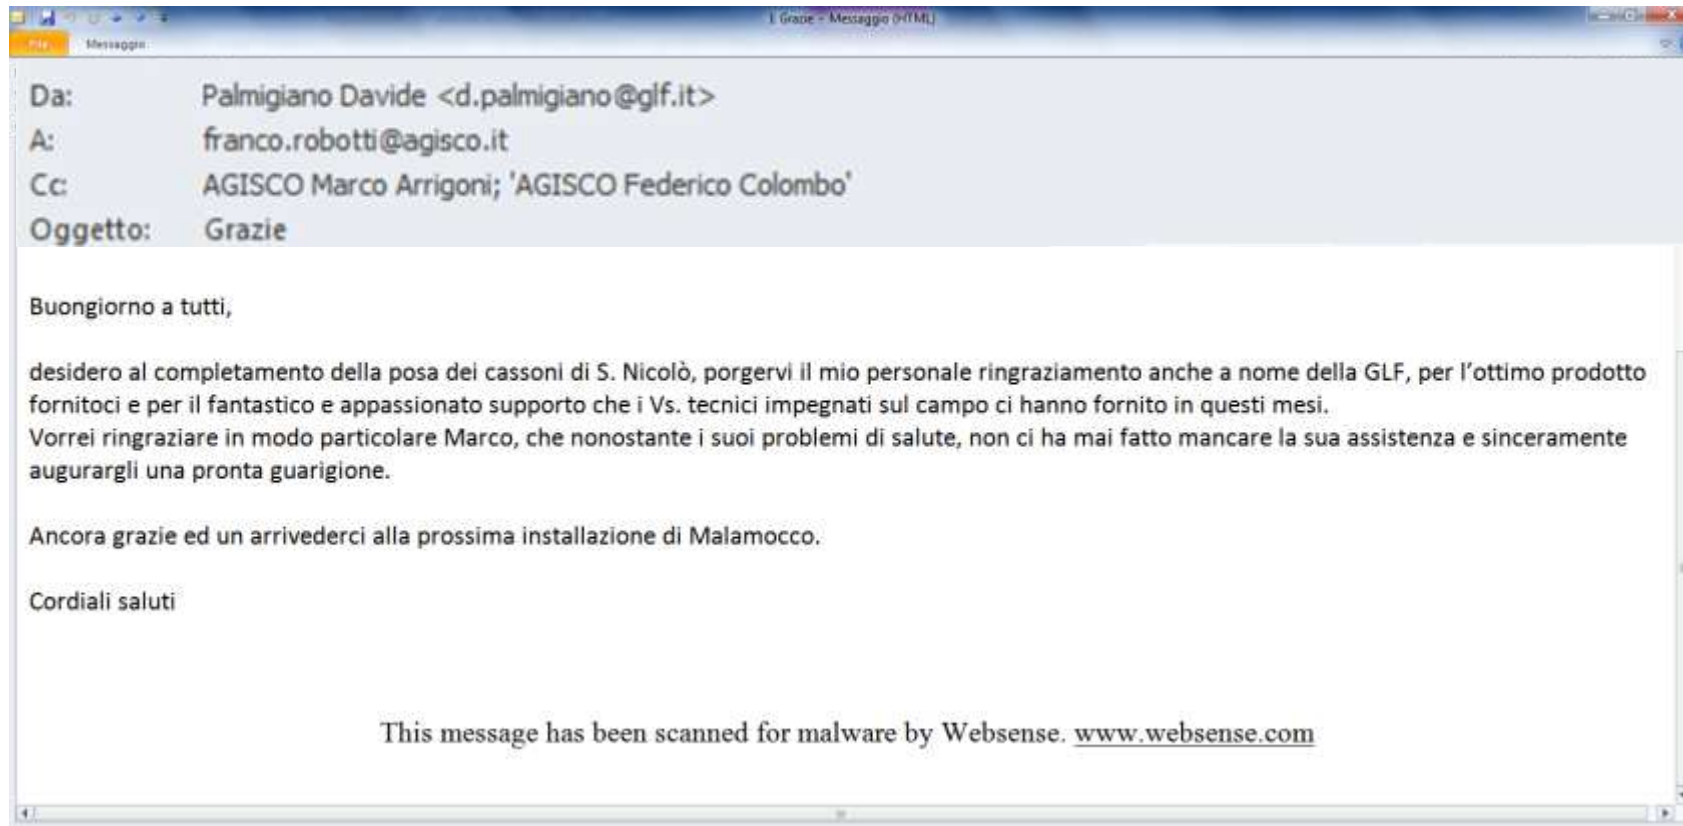 I: Grazie - Messaggio (HTML)
File Messaggio
Da: Palmigiano Davide <d.palmigiano@glf.it>
A: franco.robotti@agisco.it
Cc: AGISCO Marco Arrigoni; 'AGISCO Federico Colombo'
Oggetto: Grazie
Buongiorno a tutti,
desidero al completamento della posa dei cassoni di S. Nicolò, porgervi il mio personale ringraziamento anche a nome della GLF, per l'ottimo prodotto
fornitoci e per il fantastico e appassionato supporto che i Vs. tecnici impegnati sul campo ci hanno fornito in questi mesi.
Vorrei ringraziare in modo particolare Marco, che nonostante i suoi problemi di salute, non ci ha mai fatto mancare la sua assistenza e sinceramente
augurargli una pronta guarigione.
Ancora grazie ed un arrivederci alla prossima installazione di Malamocco.
Cordiali saluti
This message has been scanned for malware by Websense. www.websense.com